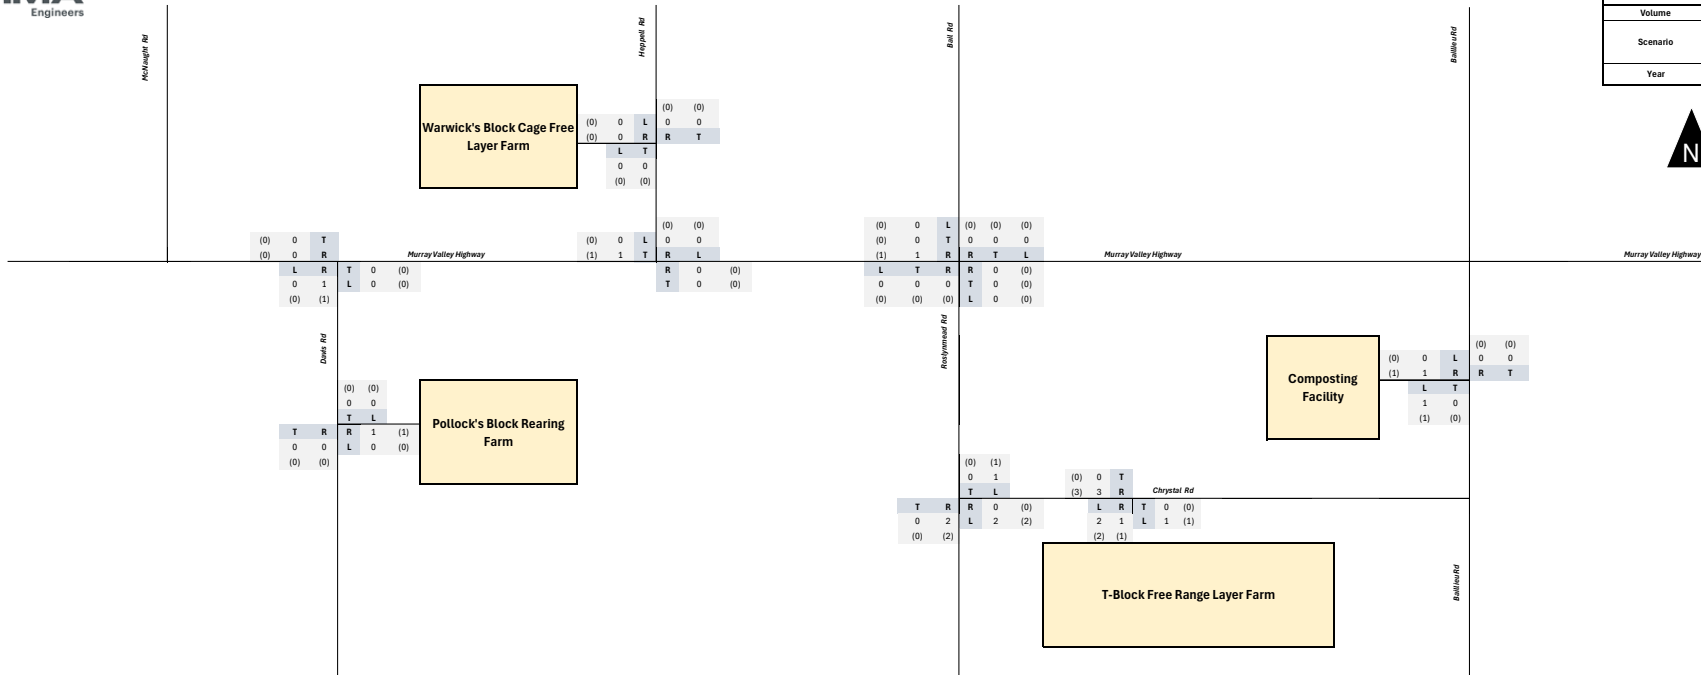 Engineers
McNaught Rd
Heppell Rd
Ball Rd
Baillieu Rd
Volume
Scenario
Year
N
Warwick's Block Cage Free
Layer Farm
(0) (0)
(0) 0 L 0 0
(0) 0 R R T
L T
0 0
(0) (0)
(0) (0)
(0) 0 L 0 0
(1) 1 T R L
R 0 (0)
T 0 (0)
(0) 0 T
(0) 0 R
L R T 0 (0)
0 1 L 0 (0)
(0) (1)
Murray Valley Highway
(0) 0 L (0) (0) (0)
(0) 0 T 0 0 0
(1) 1 R R T L
L T R R 0 (0)
0 0 0 T 0 (0)
(0) (0) (0) L 0 (0)
Murray Valley Highway
Murray Valley Highway
Davis Rd
Roslynmead Rd
(0) (0)
0 0
T L
T R R 1 (1)
0 0 L 0 (0)
(0) (0)
Pollock's Block Rearing
Farm
Composting
Facility
(0) (0)
(0) 0 L 0 0
(1) 1 R R T
L T
1 0
(1) (0)
(0) (1)
0 1
T L
T R R 0 (0)
0 2 L 2 (2)
(0) (2)
(0) 0 T
(3) 3 R
Chrystal Rd
L R T 0 (0)
2 1 L 1 (1)
(2) (1)
T-Block Free Range Layer Farm
Baillieu Rd